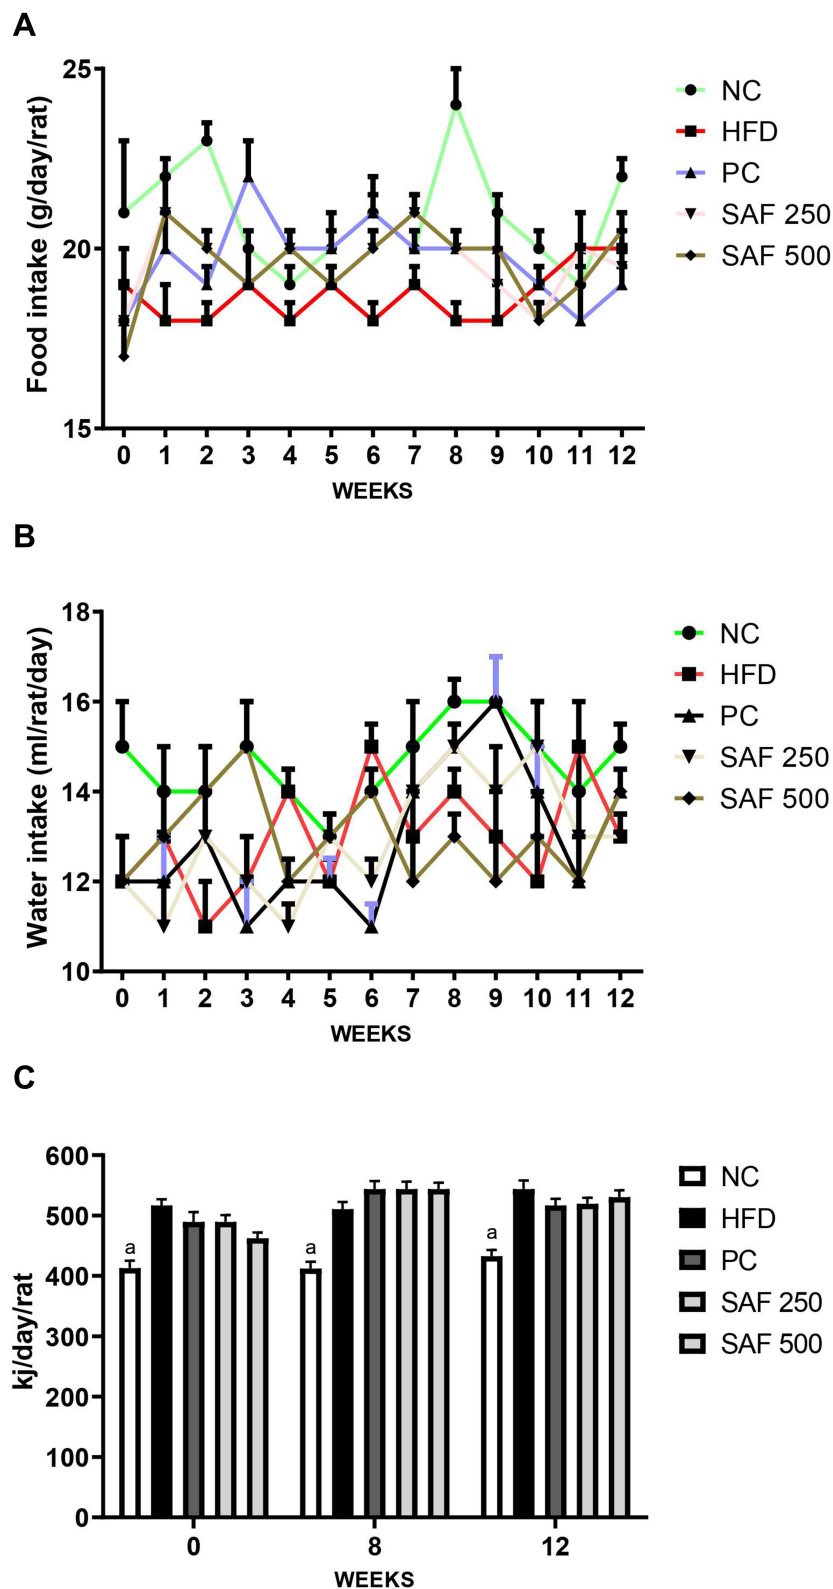 A
25
20
15
Food intake (g/day/rat)
0 1 2 3 4 5 6 7 8 9 10 11 12
WEEKS
NC
HFD
PC
SAF 250
SAF 500
B
18
16
14
12
10
Water intake (ml/rat/day)
0 1 2 3 4 5 6 7 8 9 10 11 12
WEEKS
NC
HFD
PC
SAF 250
SAF 500
C
600
500
400
300
200
100
0
kj/day/rat
a a a
0 8 12
WEEKS
NC
HFD
PC
SAF 250
SAF 500